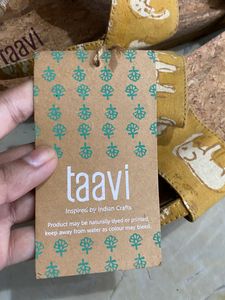 taavi
taavi
Inspired by Indian Crafts
Product may be naturally dyed or printed,
keep away from water as colour may bleed.